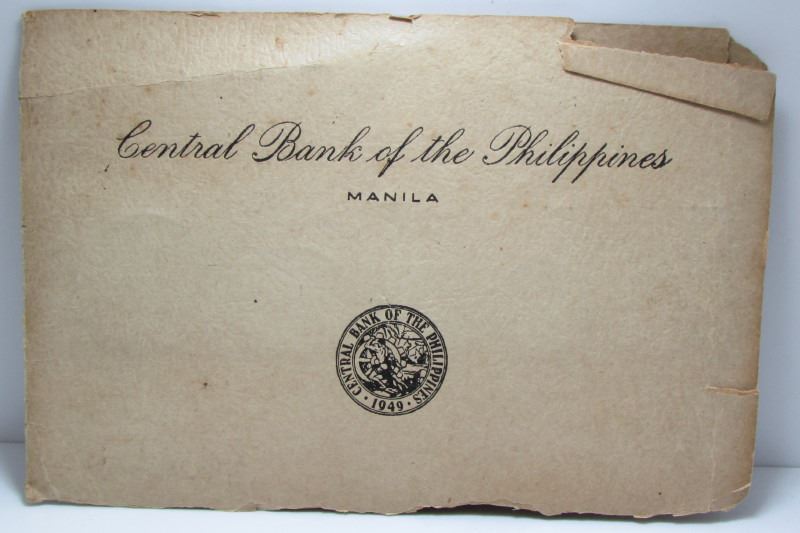 Central Bank of the Philippines
MANILA
CENTRAL BANK OF THE PHILIPPINES
· 1949 ·